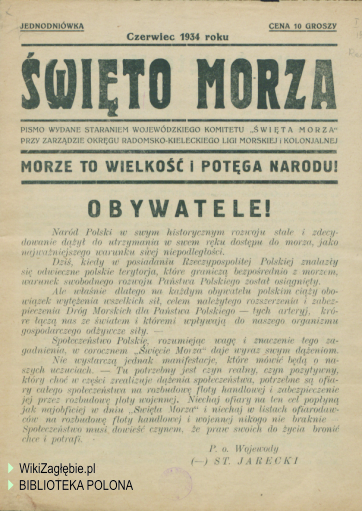 JEDNODNIÓWKA
CENA 10 GROSZY
Czerwiec 1934 roku
ŚWIĘTO MORZA
PISMO WYDANE STARANIEM WOJEWÓDZKIEGO KOMITETU „ŚWIĘTA MORZA"
PRZY ZARZĄDZIE OKRĘGU RADOMSKO-KIELECKIEGO LIGI MORSKIEJ I KOLONJALNEJ
MORZE TO WIELKOŚĆ i POTĘGA NARODU!
OBYWATELE!
Naród Polski w swym historycznym rozwoju stale i zdecy-
dowanie dążył do utrzymania w swem ręku dostępu do morza, jako
najważniejszego warunku swej niepodległości.
Dziś, kiedy w posiadaniu Rzeczypospolitej Polskiej znalazły
się odwieczne polskie terytorja, które graniczą bezpośrednio z morzem,
warunek swobodnego rozwoju Państwa Polskiego został osiągnięty.
Ale właśnie dlatego na każdym obywatelu polskim ciąży obo-
wiązek wytężenia wszelkich sił, celem należytego rozszerzenia i zabez-
pieczenia Dróg Morskich dla Państwa Polskiego — tych arteryj, któ-
re łączą nas ze światem i któremi wpływają do naszego organizmu
gospodarczego odżywcze siły. —
Społeczeństwo Polskie, rozumiejąc wagę i znaczenie tego za-
gadnienia, w corocznem „Święcie Morza" daje wyraz swym dążeniom.
Nie wystarczą jednak manifestacje, które mówić będą o na-
szych uczuciach. — Tu potrzebny jest czyn realny, czyn pozytywny,
który choć w części zrealizuje dążenia społeczeństwa, potrzebne są ofia-
ry całego społeczeństwa na rozbudowę floty handlowej i zabezpieczenie
jej przez rozbudowę floty wojennej. Niechaj ofiary na ten cel popłyną
jak najobficiej w dniu „Święta Morza" i niechaj w listach ofiarodaw-
ców na rozbudowę floty handlowej i wojennej nikogo nie braknie —
Społeczeństwo musi dowieść czynem, że praw swoich do życia bronić
chce i potrafi.
P. o. Wojewody
(—) ST. JARECKI
WikiZagłębie.pl
BIBLIOTEKA POLONA